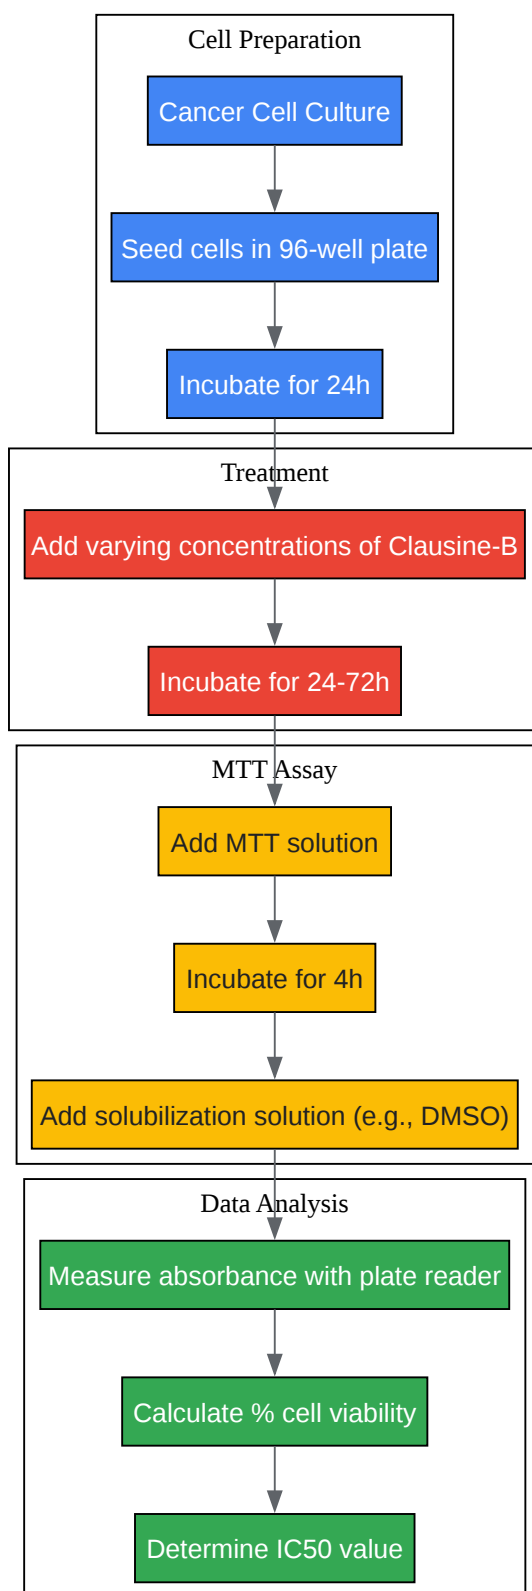 Cell Preparation
Cancer Cell Culture
Seed cells in 96-well plate
Incubate for 24h
Treatment
Add varying concentrations of Clausine-B
Incubate for 24-72h
MTT Assay
Add MTT solution
Incubate for 4h
Add solubilization solution (e.g., DMSO)
Data Analysis
Measure absorbance with plate reader
Calculate % cell viability
Determine IC50 value